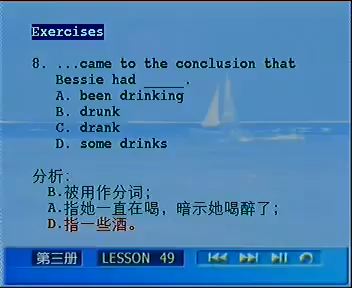 Exercises
8. ...came to the conclusion that
Bessie had _____.
A. been drinking
B. drunk
C. drank
D. some drinks
分析:
B.被用作分词;
A.指她一直在喝，暗示她喝醉了;
D.指一些酒。
第三册 LESSON 49